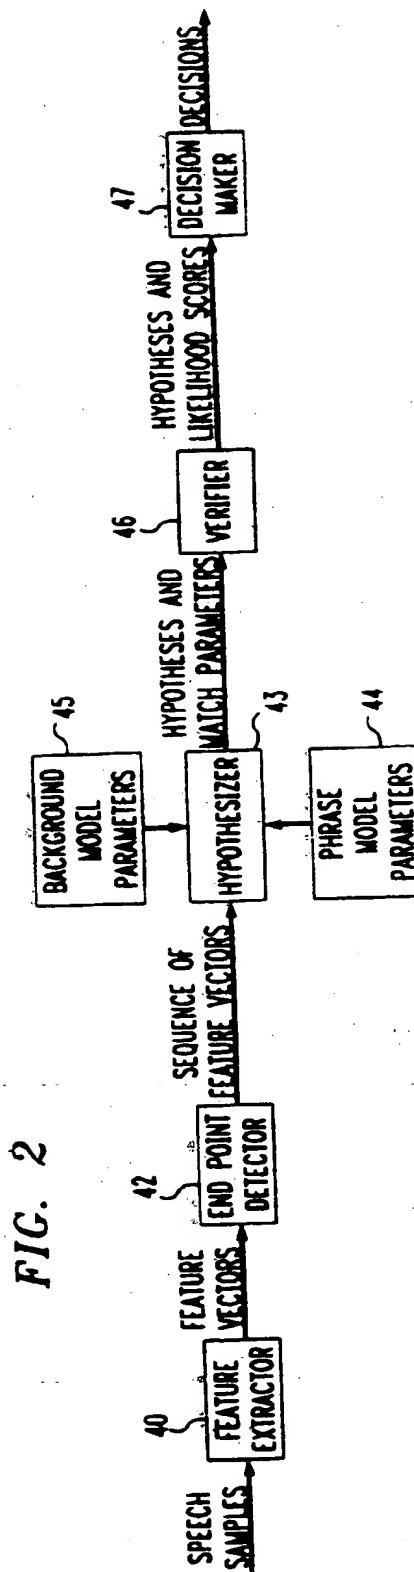 FIG. 2
SPEECH
SAMPLES
40
FEATURE
EXTRACTOR
FEATURE
VECTORS
42
END POINT
DETECTOR
SEQUENCE OF
FEATURE VECTORS
BACKGROUND
MODEL
PARAMETERS
45
HYPOTHESIZER
43
PHRASE
MODEL
PARAMETERS
44
HYPOTHESES AND
MATCH PARAMETERS
46
VERIFIER
HYPOTHESES AND
LIKELIHOOD SCORES
47
DECISION
MAKER
DECISIONS